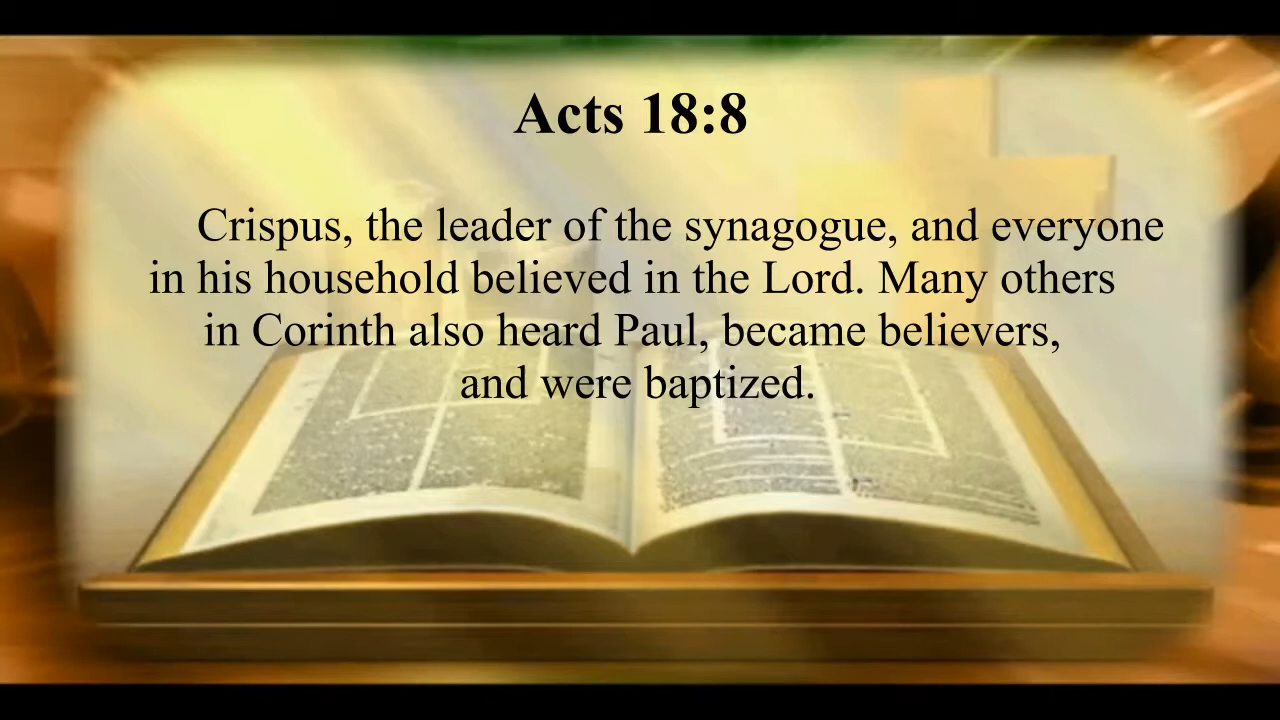 Acts 18:8
Crispus, the leader of the synagogue, and everyone
in his household believed in the Lord. Many others
in Corinth also heard Paul, became believers,
and were baptized.